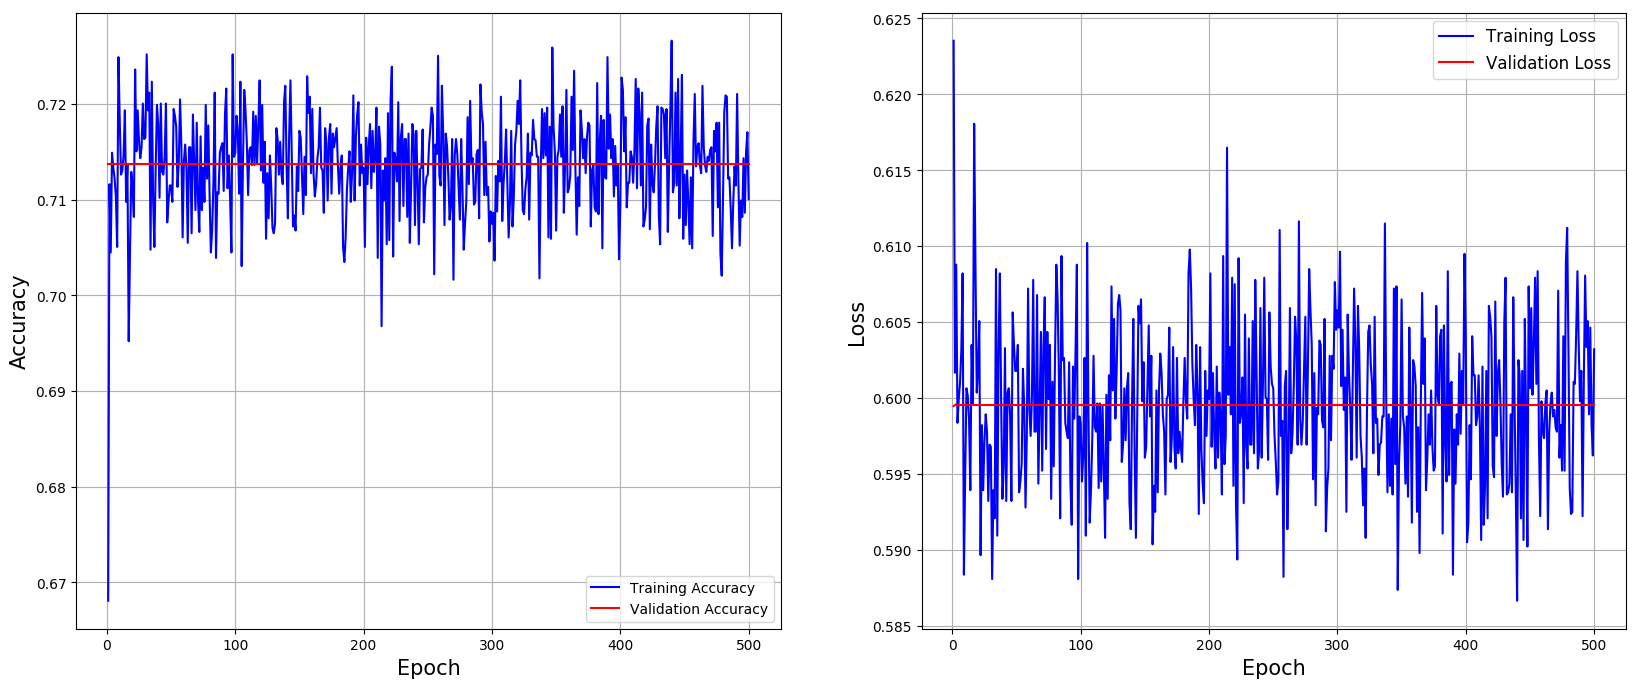 0.72
0.71
0.70
0.69
0.68
0.67
Accuracy
0 100 200 300 400 500
Epoch
Training Accuracy
Validation Accuracy
0.625
0.620
0.615
0.610
0.605
0.600
0.595
0.590
0.585
Loss
0 100 200 300 400 500
Epoch
Training Loss
Validation Loss